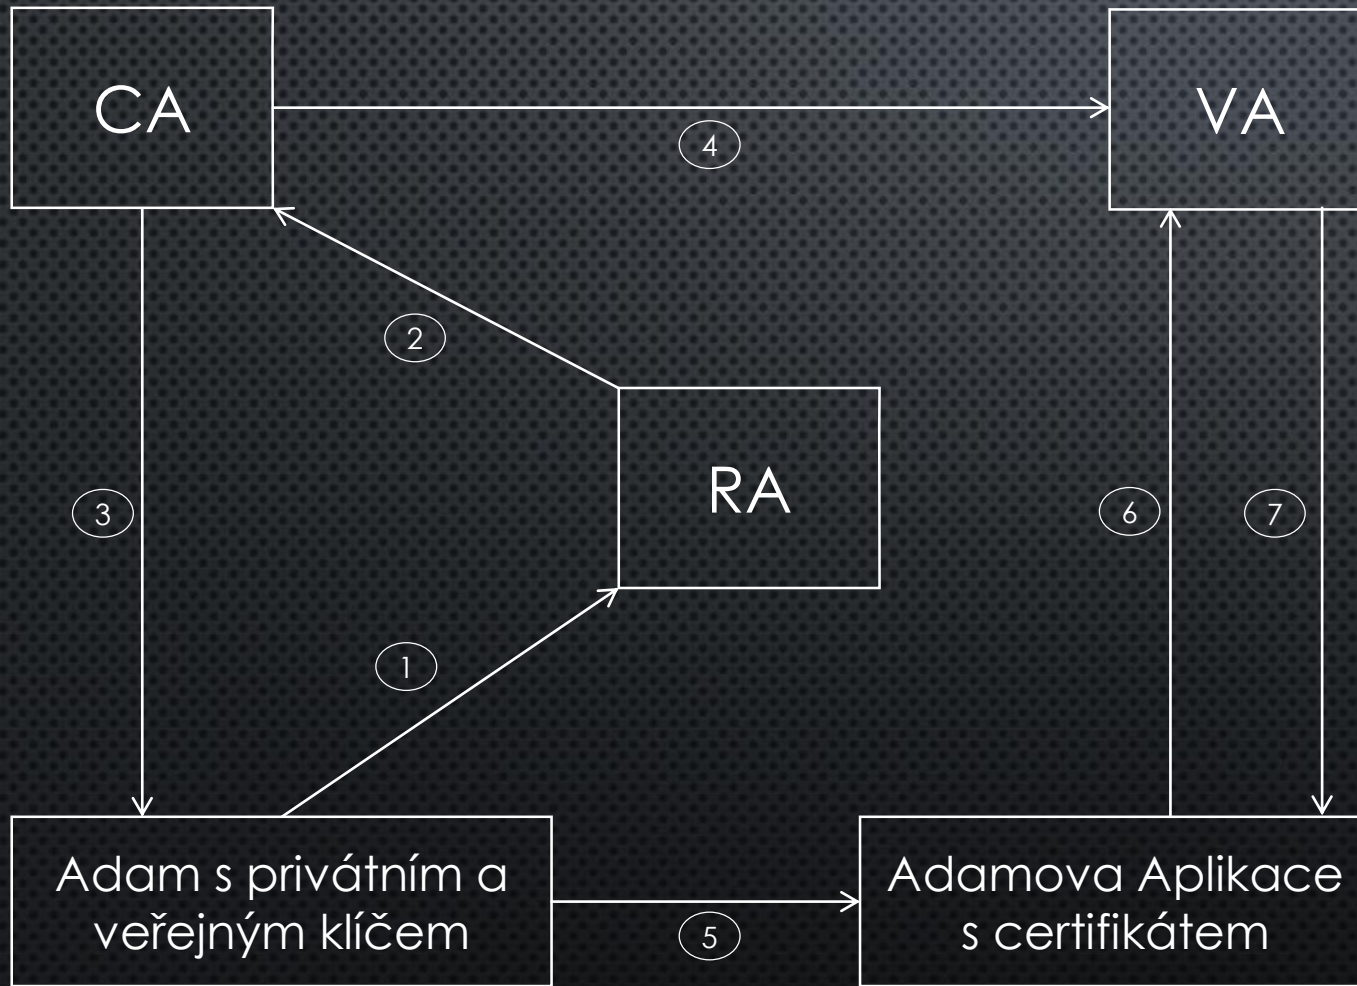 CA
VA
4
2
RA
3
6
7
1
Adam s privátním a
veřejným klíčem
5
Adamova Aplikace
s certifikátem